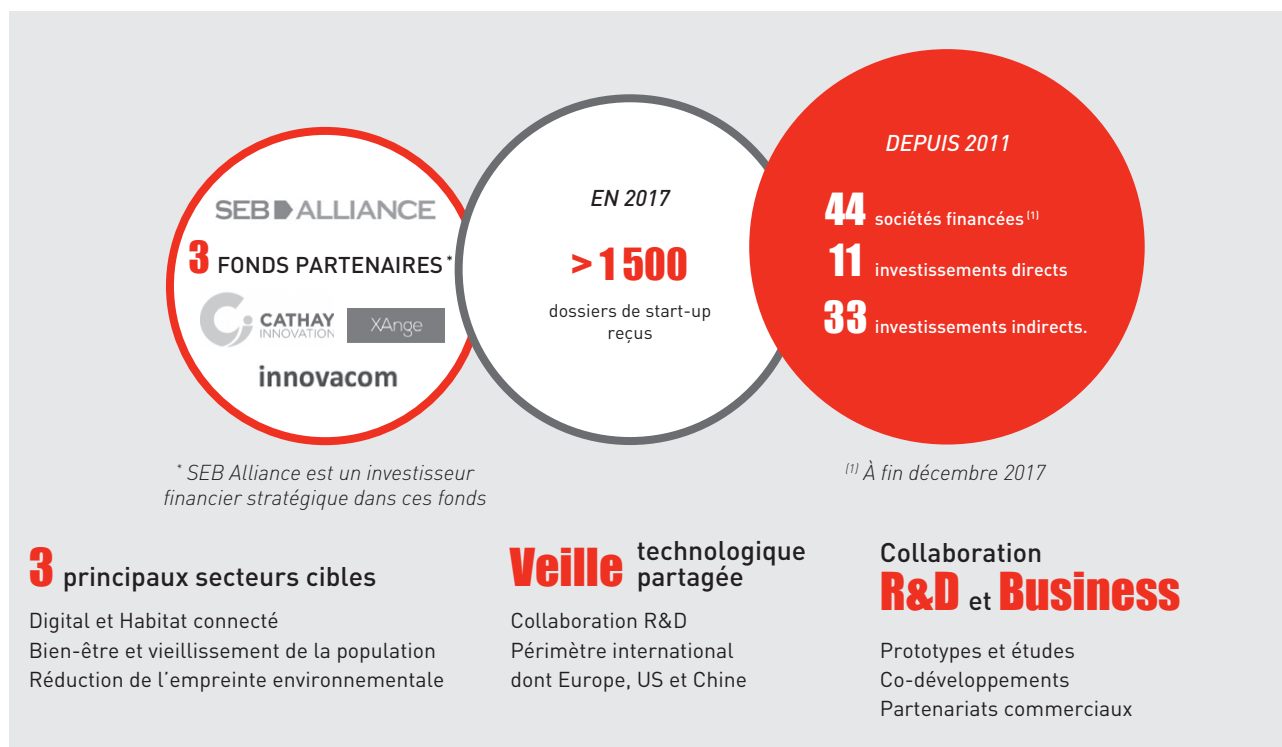 SEB ALLIANCE
3 FONDS PARTENAIRES *
CATHAY
INNOVATION
XAnge
innovacom
EN 2017
> 1 500
dossiers de start-up
reçus
DEPUIS 2011
44 sociétés financées (1)
11 investissements directs
33 investissements indirects.
* SEB Alliance est un investisseur
financier stratégique dans ces fonds
(1) À fin décembre 2017
3 principaux secteurs cibles
Digital et Habitat connecté
Bien-être et vieillissement de la population
Réduction de l'empreinte environnementale
Veille technologique
partagée
Collaboration R&D
Périmètre international
dont Europe, US et Chine
Collaboration
R&D et Business
Prototypes et études
Co-développements
Partenariats commerciaux